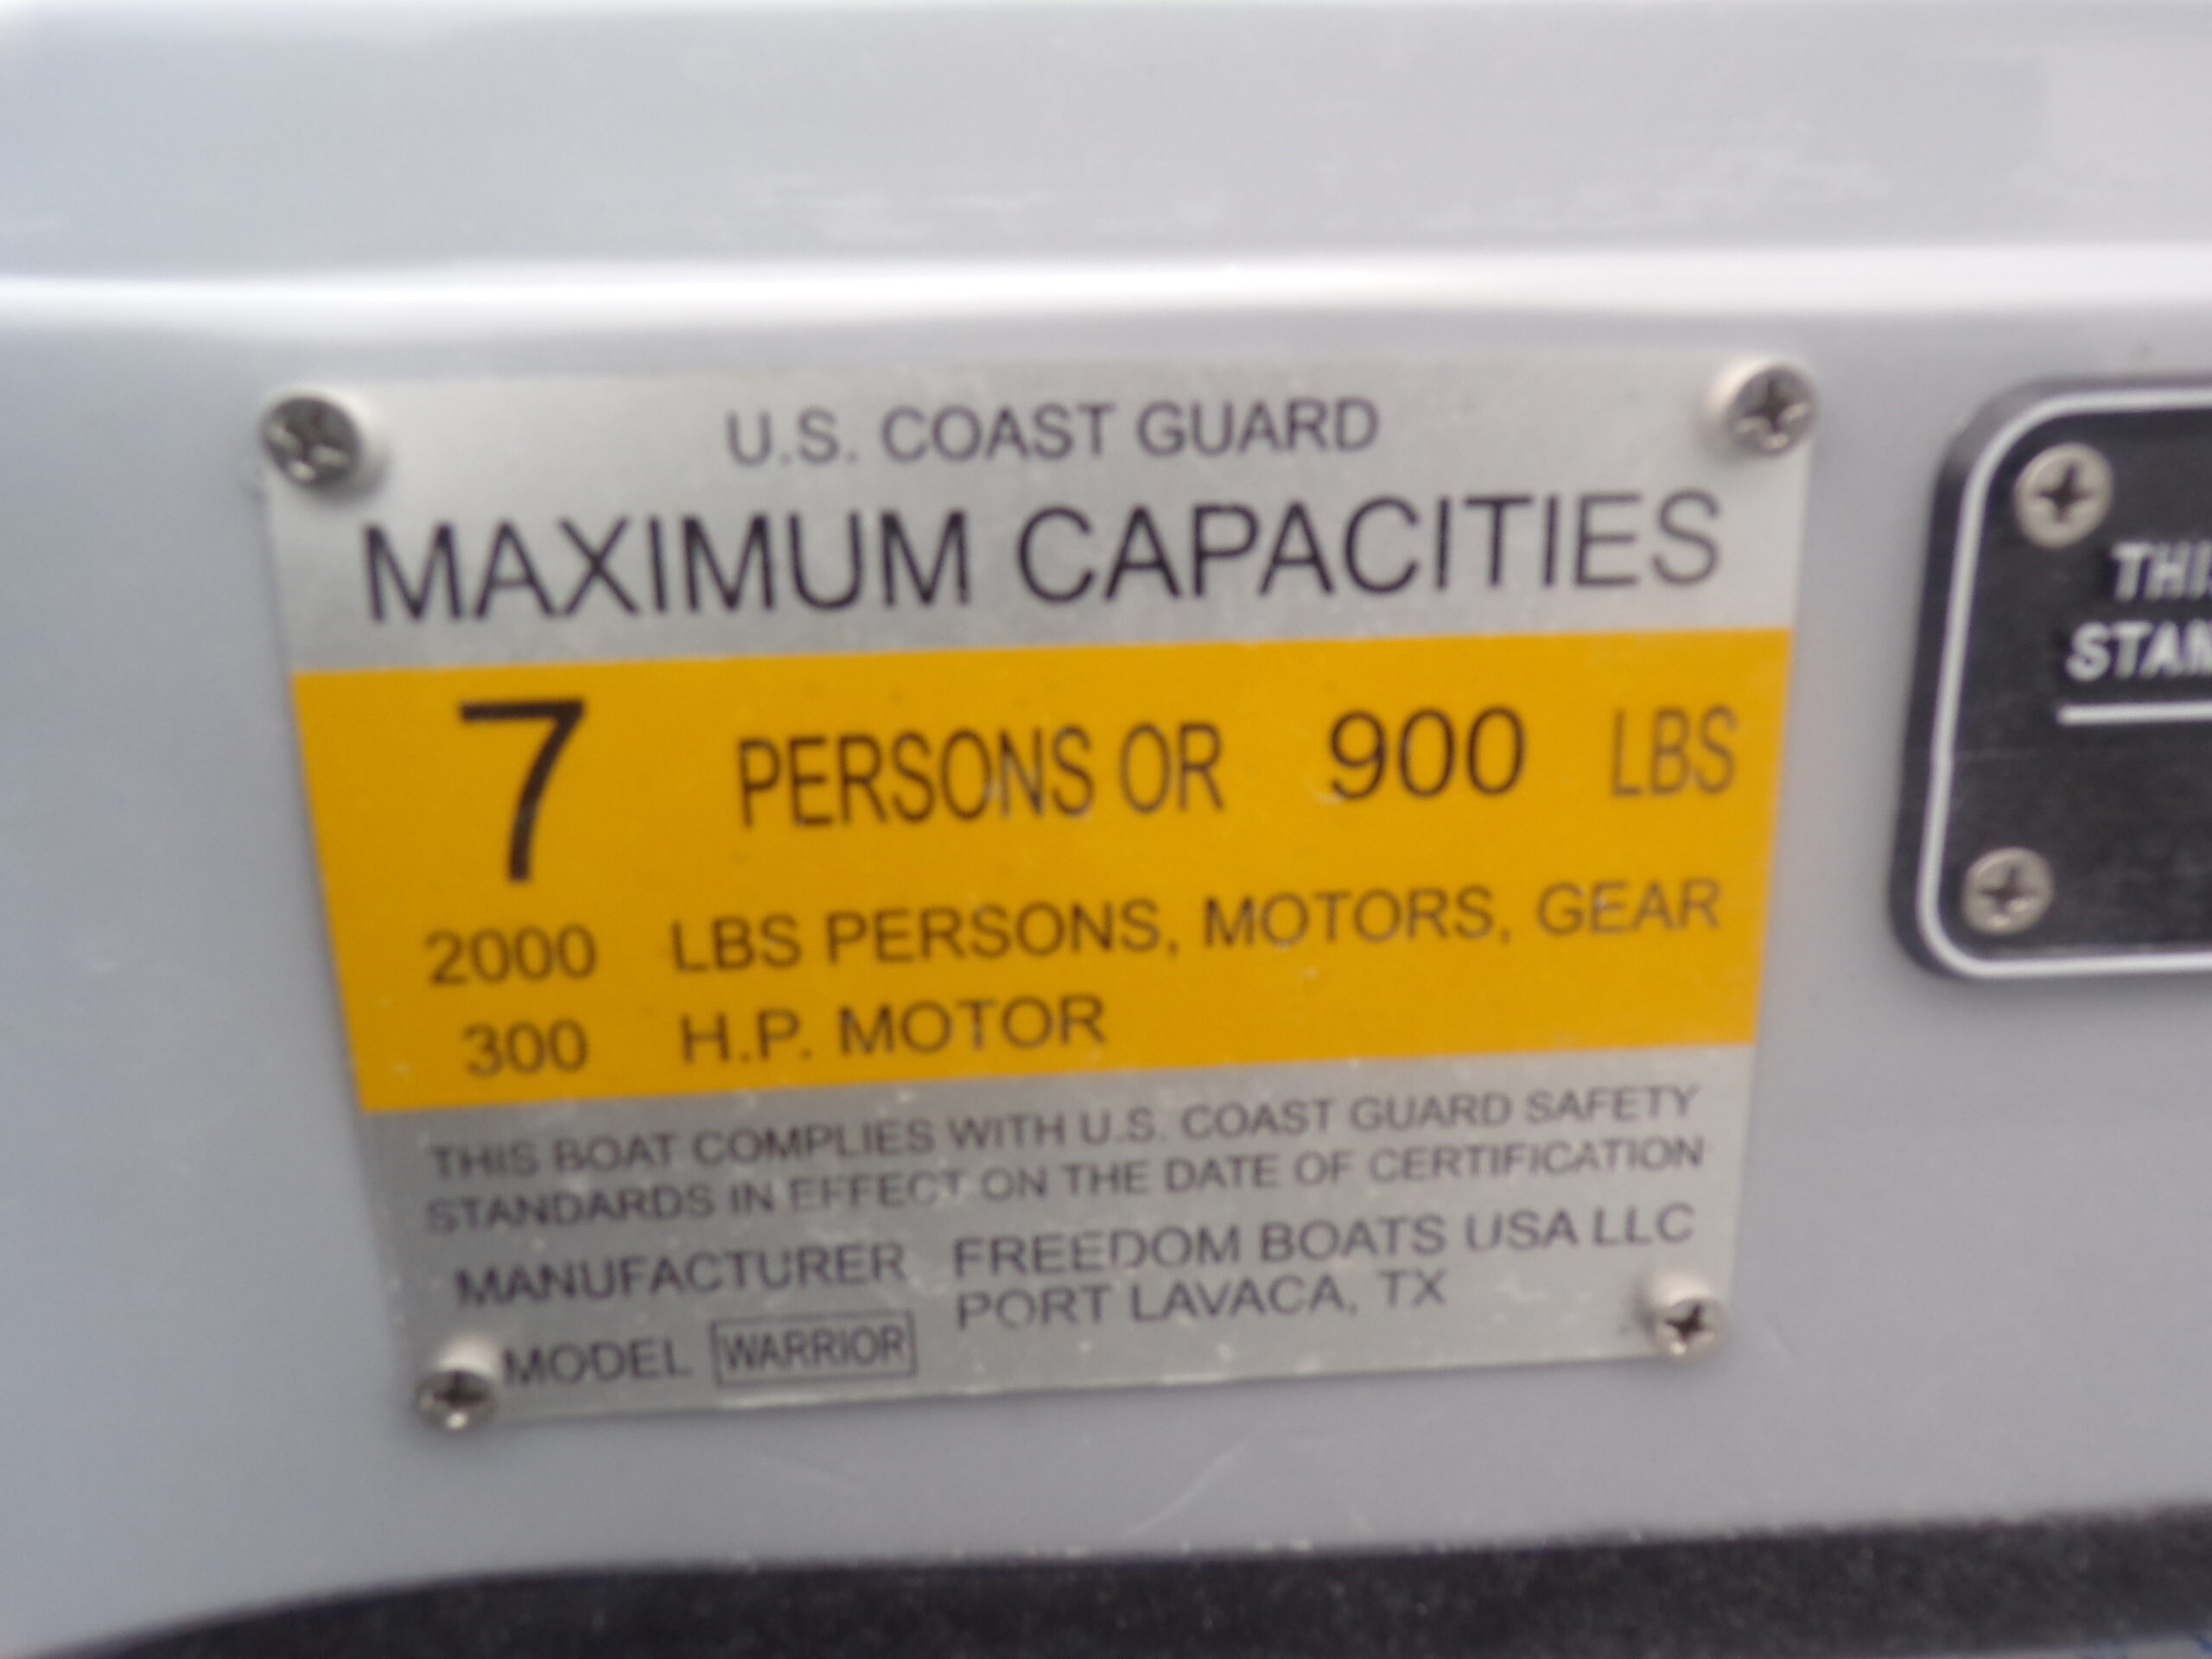 U.S. COAST GUARD
MAXIMUM CAPACITIES
7 PERSONS OR 900 LBS
2000 LBS PERSONS, MOTORS, GEAR
300 H.P. MOTOR
THIS BOAT COMPLIES WITH U.S. COAST GUARD SAFETY
STANDARDS IN EFFECT ON THE DATE OF CERTIFICATION
MANUFACTURER FREEDOM BOATS USA LLC
PORT LAVACA, TX
MODEL WARRIOR
THIS
STAN